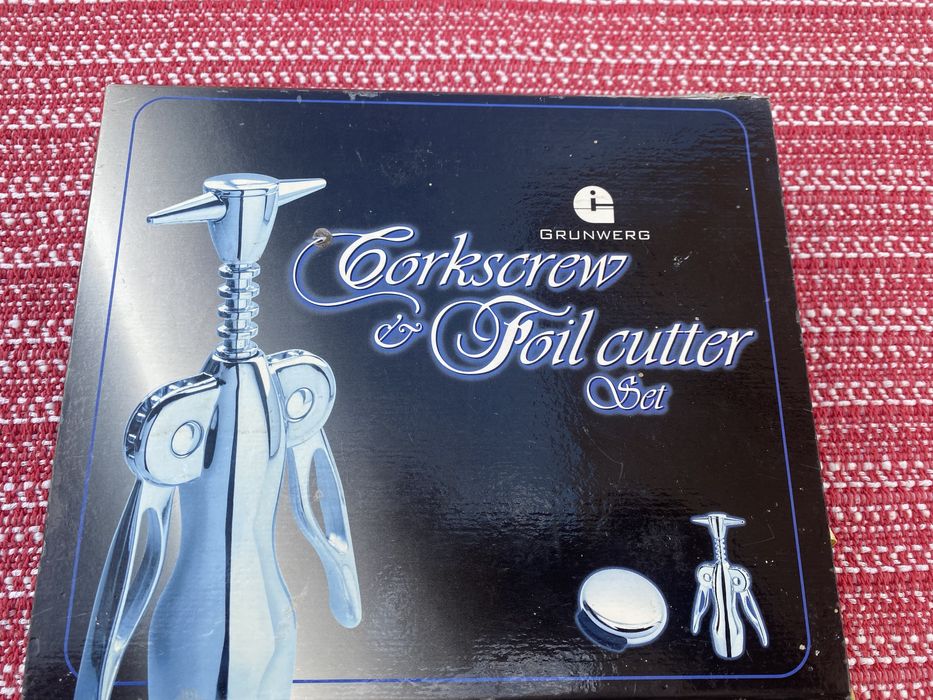 GRUNWERG
Corkscrew
& Foil cutter
Set